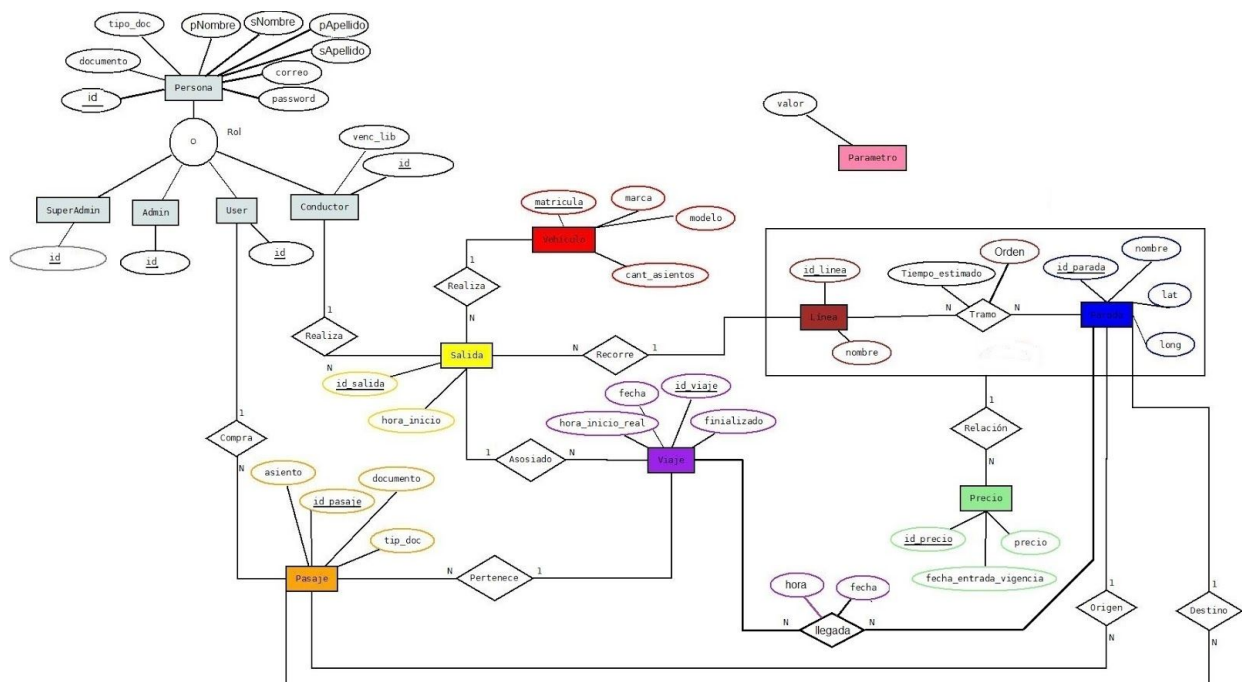 tipo_doc
pNombre
sNombre
pApellido
sApellido
documento
correo
id
Persona
password
valor
Rol
O
venc_lib
id
Parametro
SuperAdmin
Admin
User
Conductor
id
id
id
matricula
marca
modelo
Vehiculo
cant_asientos
1
Realiza
N
1
Realiza
N
Salida
N
Recorre
1
id_linea
Linea
nombre
Tiempo_estimado
Orden
N
Tramo
N
id_parada
nombre
lat
Parada
long
id_salida
hora_inicio
fecha
id_viaje
hora_inicio_real
finializado
1
Asosiado
N
Viaje
1
Relación
N
Precio
id_precio
precio
fecha_entrada_vigencia
1
Compra
N
asiento
documento
id_pasaje
tip_doc
Pasaje
N
Pertenece
1
hora
fecha
N
llegada
N
1
Origen
N
1
Destino
N